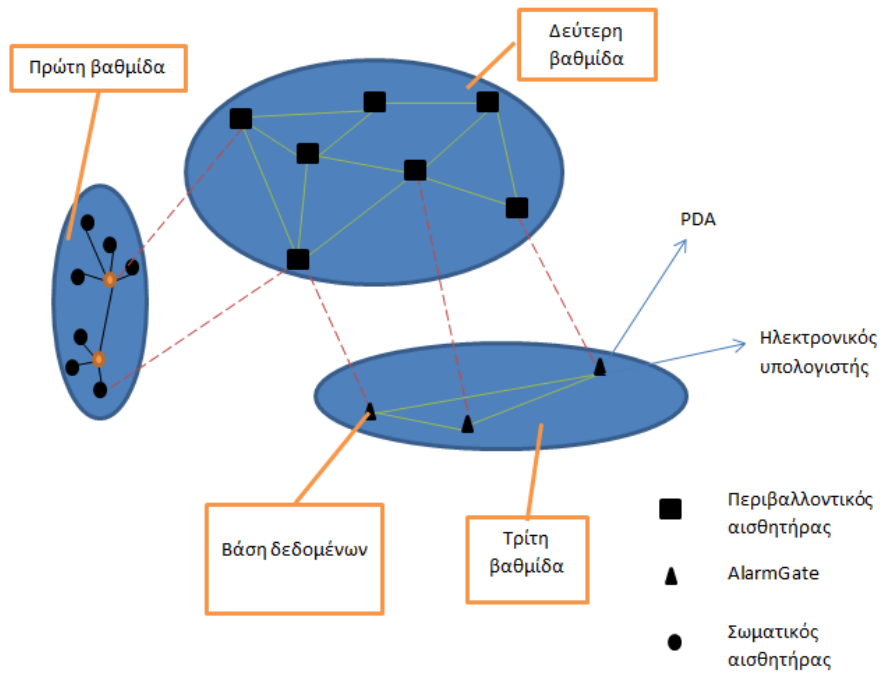 Δεύτερη
βαθμίδα
Πρώτη βαθμίδα
PDA
Ηλεκτρονικός
υπολογιστής
Βάση δεδομένων
Τρίτη
βαθμίδα
Περιβαλλοντικός
αισθητήρας
AlarmGate
Σωματικός
αισθητήρας